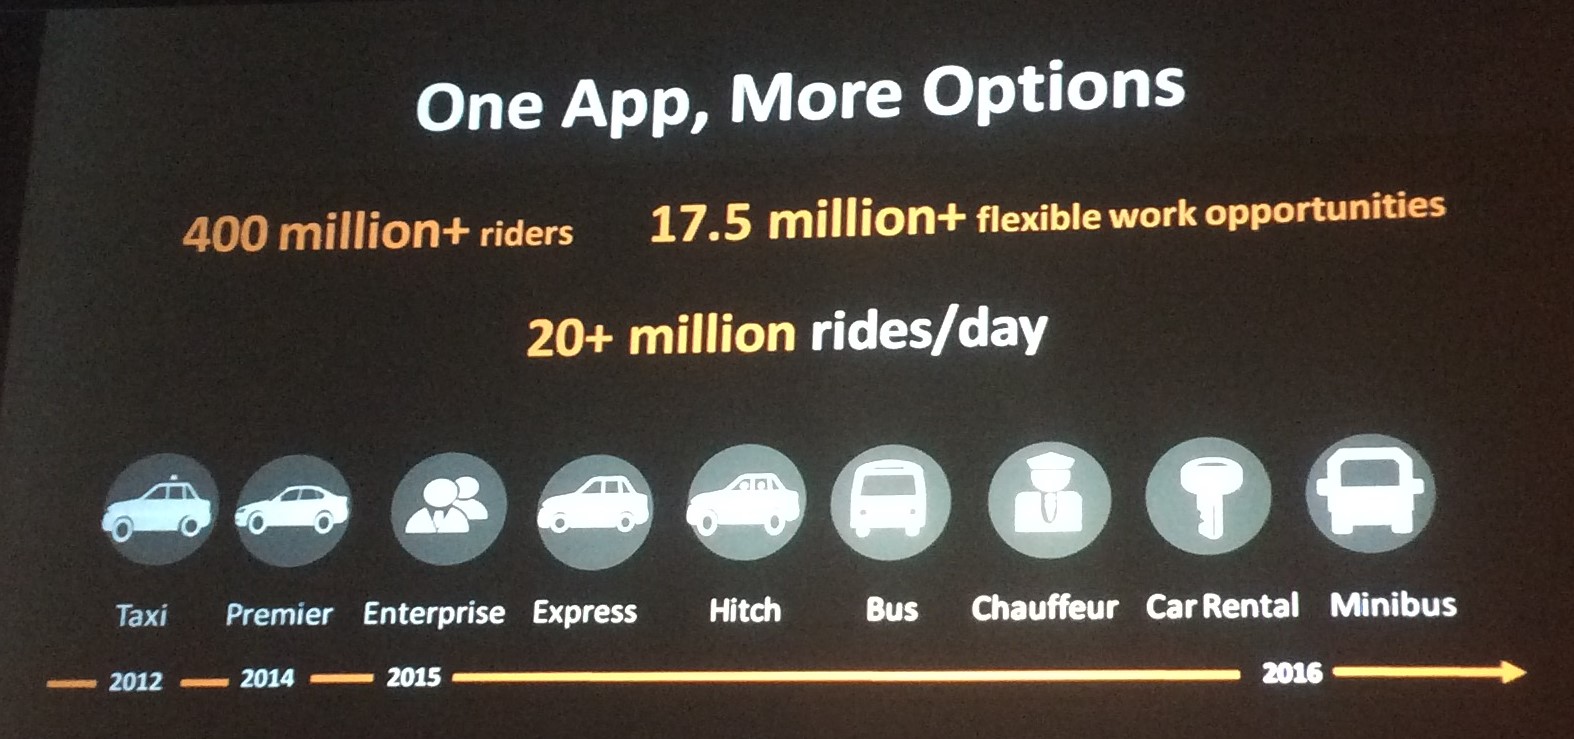 One App, More Options
400 million+ riders 17.5 million+ flexible work opportunities
20+ million rides/day
Taxi Premier Enterprise Express Hitch Bus Chauffeur Car Rental Minibus
2012 2014 2015 2016